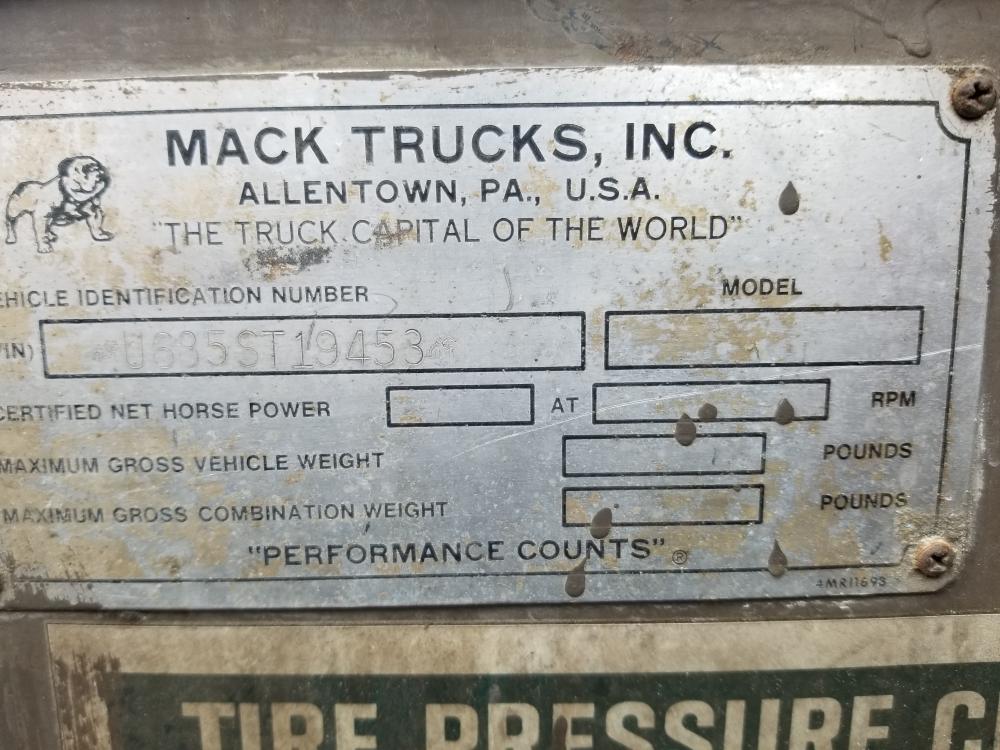 MACK TRUCKS, INC.
ALLENTOWN, PA., U.S.A.
"THE TRUCK CAPITAL OF THE WORLD"
EHICLE IDENTIFICATION NUMBER
MODEL
VIN) U685ST19453
CERTIFIED NET HORSE POWER AT RPM
MAXIMUM GROSS VEHICLE WEIGHT POUNDS
MAXIMUM GROSS COMBINATION WEIGHT POUNDS
"PERFORMANCE COUNTS" ®
4MR1169S
TIRE PRESSURE C